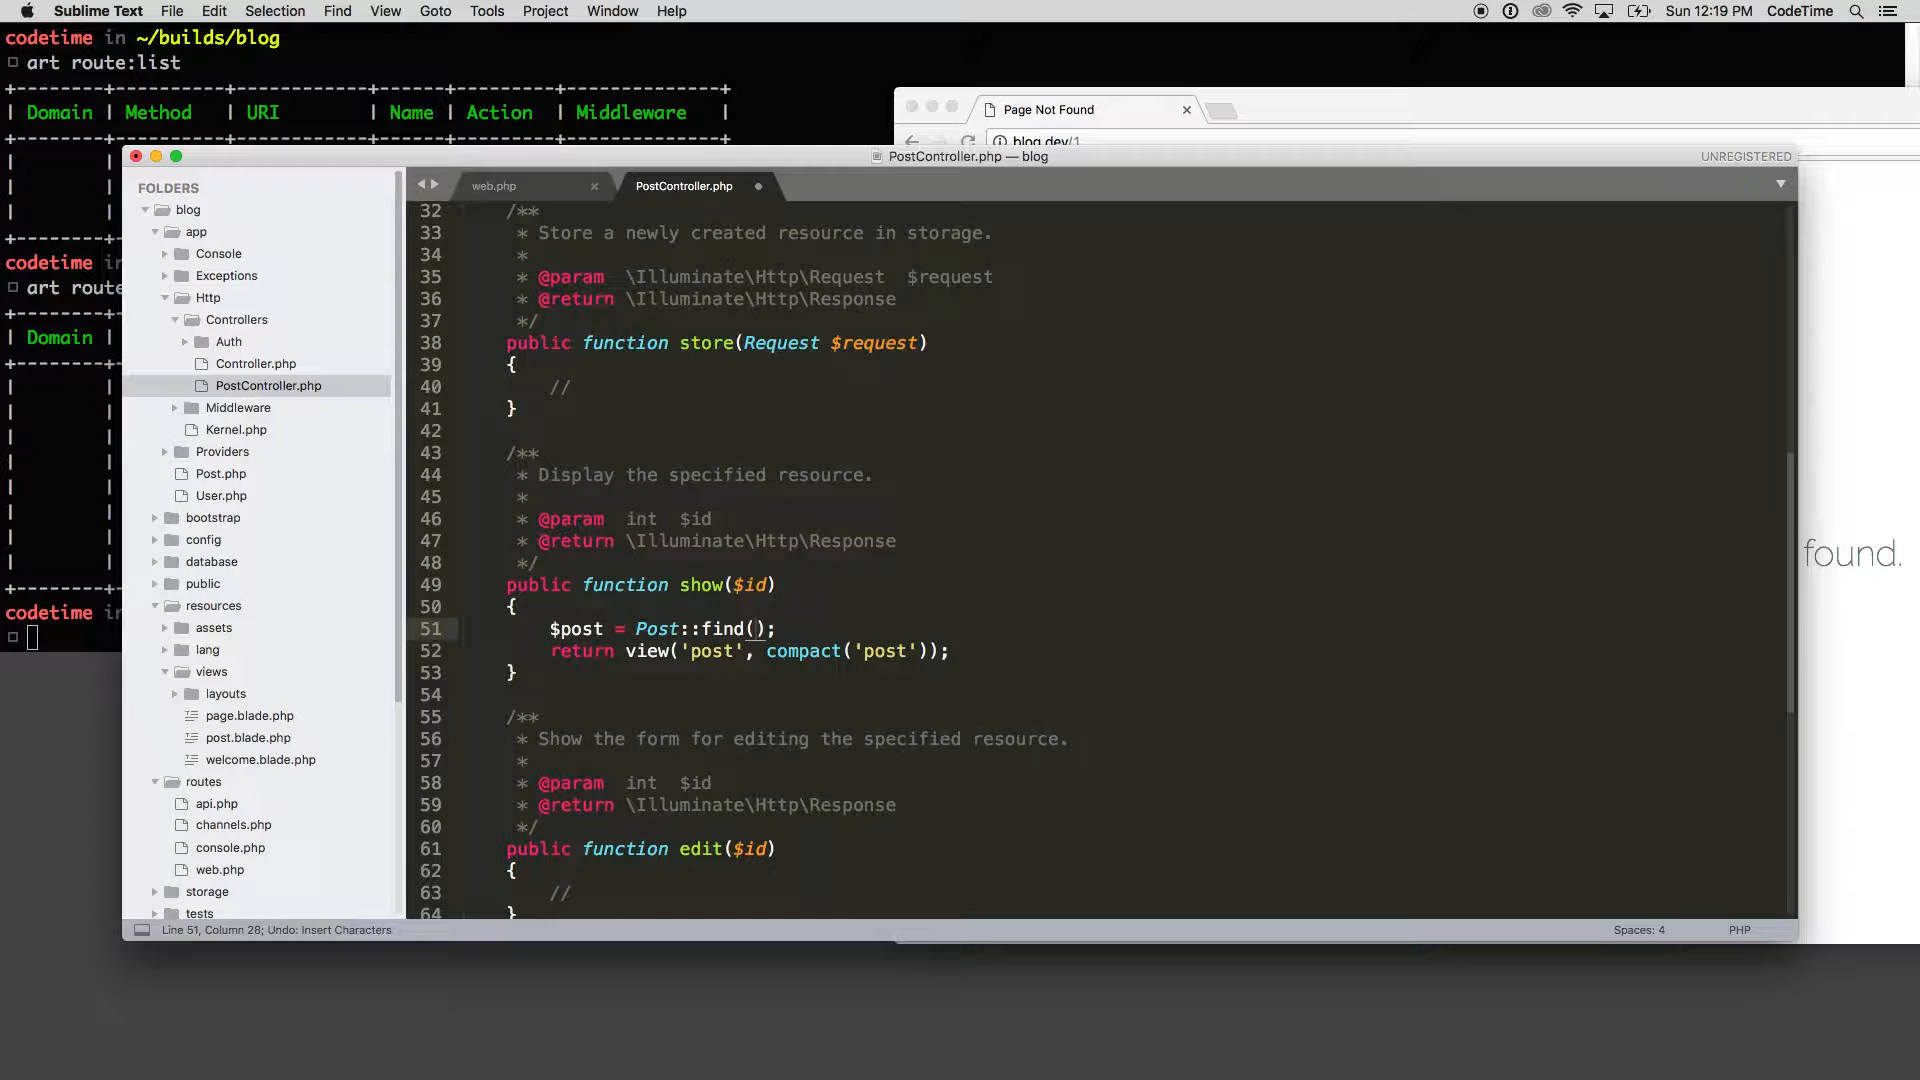 Sublime Text File Edit Selection Find View Goto Tools Project Window Help Sun 12:19 PM CodeTime
codetime in ~/builds/blog
art route:list
+--------+----------+-------------+------+--------+------------+
| Domain | Method | URI | Name | Action | Middleware |
Page Not Found
blog.dev/1
PostController.php — blog
UNREGISTERED
codetime in
art route
| Domain |
codetime in
found.
FOLDERS
blog
app
Console
Exceptions
Http
Controllers
Auth
Controller.php
PostController.php
Middleware
Kernel.php
Providers
Post.php
User.php
bootstrap
config
database
public
resources
assets
lang
views
layouts
page.blade.php
post.blade.php
welcome.blade.php
routes
api.php
channels.php
console.php
web.php
storage
tests
web.php
PostController.php
32 /**
33 * Store a newly created resource in storage.
34 *
35 * @param \Illuminate\Http\Request $request
36 * @return \Illuminate\Http\Response
37 */
38 public function store(Request $request)
39 {
40 //
41 }
42
43 /**
44 * Display the specified resource.
45 *
46 * @param int $id
47 * @return \Illuminate\Http\Response
48 */
49 public function show($id)
50 {
51 $post = Post::find();
52 return view('post', compact('post'));
53 }
54
55 /**
56 * Show the form for editing the specified resource.
57 *
58 * @param int $id
59 * @return \Illuminate\Http\Response
60 */
61 public function edit($id)
62 {
63 //
64 }
Line 51, Column 28; Undo: Insert Characters
Spaces: 4
PHP